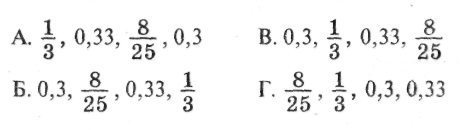 А. 1/3, 0,33, 8/25, 0,3 В. 0,3, 1/3, 0,33, 8/25
Б. 0,3, 8/25, 0,33, 1/3 Г. 8/25, 1/3, 0,3, 0,33